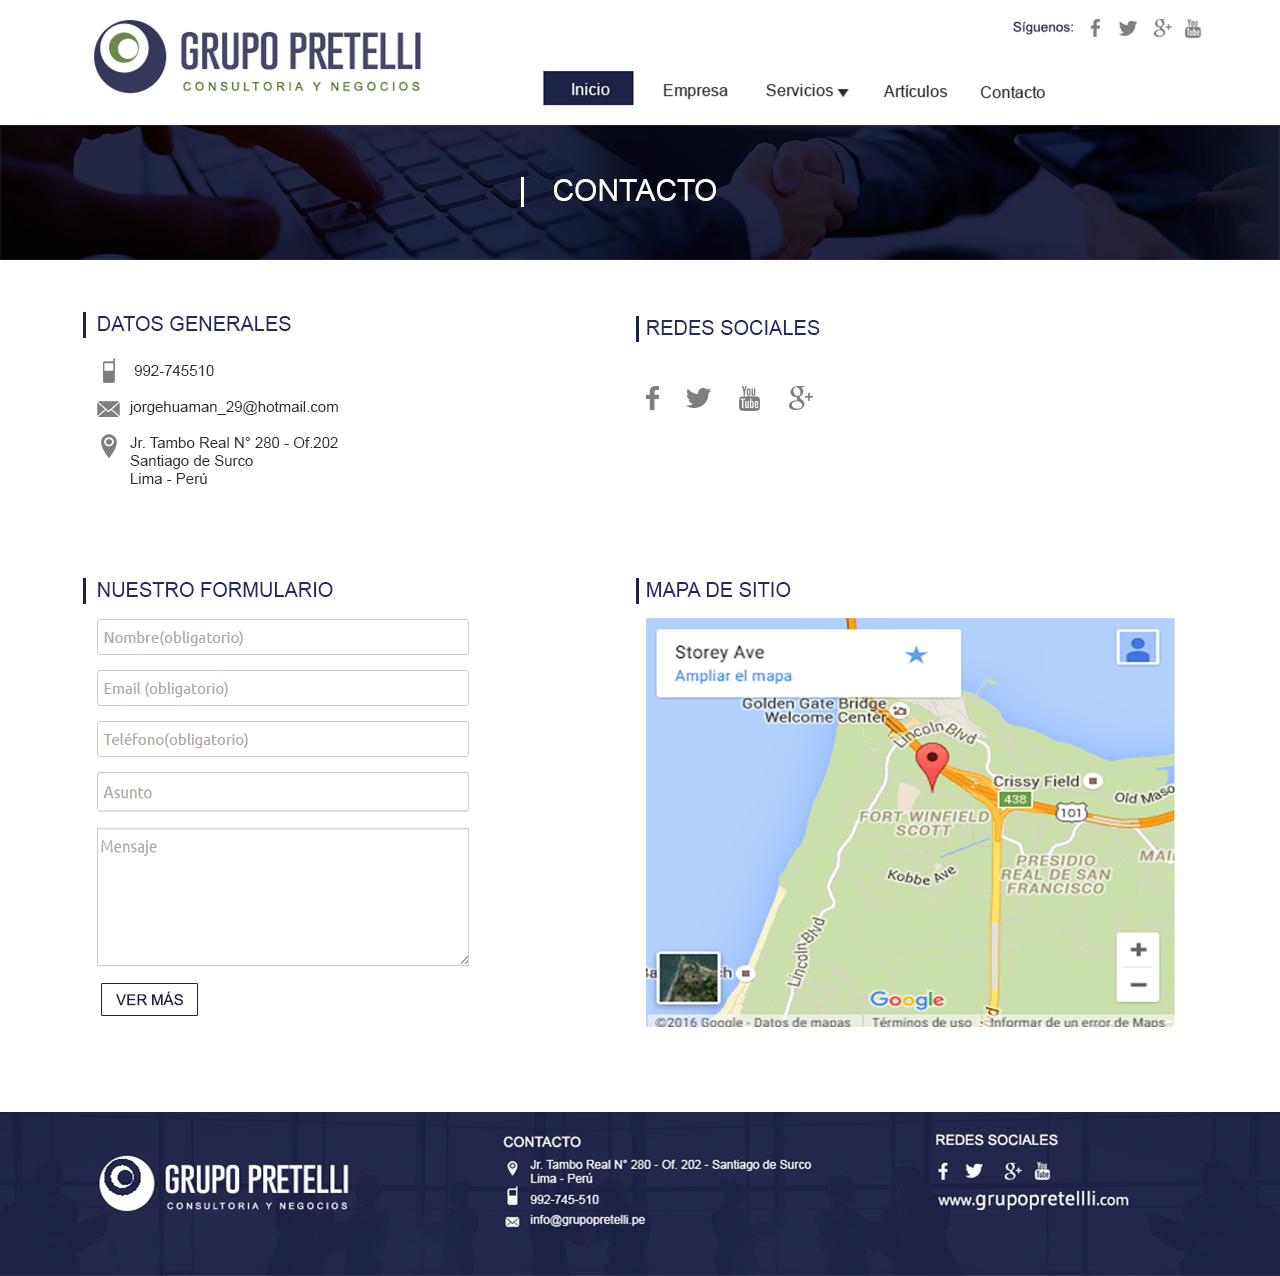 GRUPO PRETELLI
CONSULTORIA Y NEGOCIOS
Síguenos:
Inicio
Empresa
Servicios
Artículos
Contacto
CONTACTO
DATOS GENERALES
992-745510
jorgehuaman_29@hotmail.com
Jr. Tambo Real N° 280 - Of.202
Santiago de Surco
Lima - Perú
REDES SOCIALES
You
Tube
NUESTRO FORMULARIO
Nombre(obligatorio)
Email (obligatorio)
Teléfono(obligatorio)
Asunto
Mensaje
VER MÁS
MAPA DE SITIO
Storey Ave
Ampliar el mapa
Golden Gate Bridge
Welcome Center
Lincoln Blvd
Crissy Field
438
101
Old Maso
FORT WINFIELD
SCOTT
PRESIDIO
REAL DE SAN
FRANCISCO
MAI
Kobbe Ave
Lincoln Blvd
Google
©2016 Google - Datos de mapas
Términos de uso
Informar de un error de Maps
GRUPO PRETELLI
CONSULTORIA Y NEGOCIOS
CONTACTO
Jr. Tambo Real N° 280 - Of. 202 - Santiago de Surco
Lima - Perú
992-745-510
info@grupopretelli.pe
REDES SOCIALES
You
Tube
www.grupopretellli.com